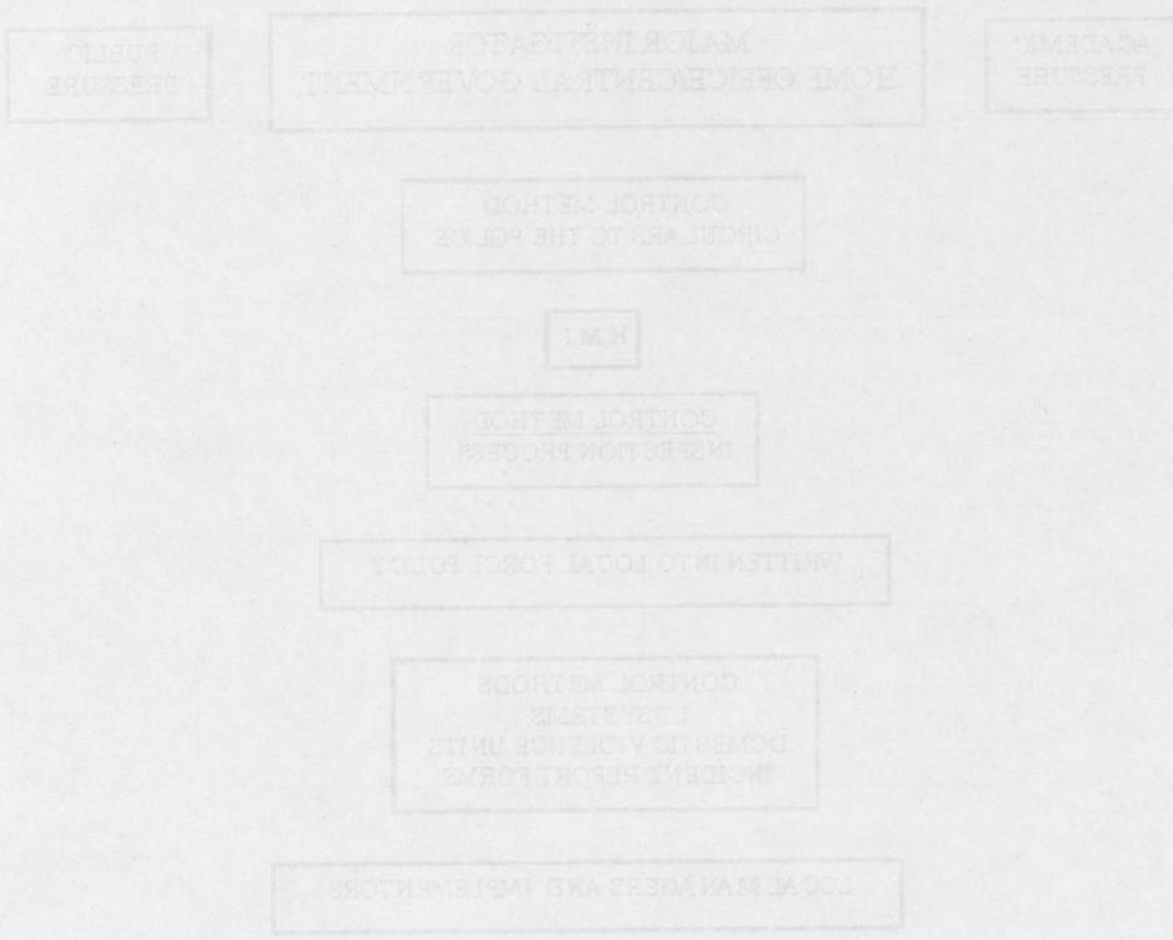 ACADEMIC
PRESSURE
MAJOR INSTIGATOR
HOME OFFICE/CENTRAL GOVERNMENT
PUBLIC
PRESSURE
CONTROL METHOD
CIRCULARS TO THE POLICE
H.M.I
CONTROL METHOD
INSPECTION PROCESS
WRITTEN INTO LOCAL FORCE POLICY
CONTROL METHODS
SYSTEMS
DOMESTIC VIOLENCE UNITS
INCIDENT REPORT FORMS
LOCAL MANAGERS AND IMPLEMENTORS